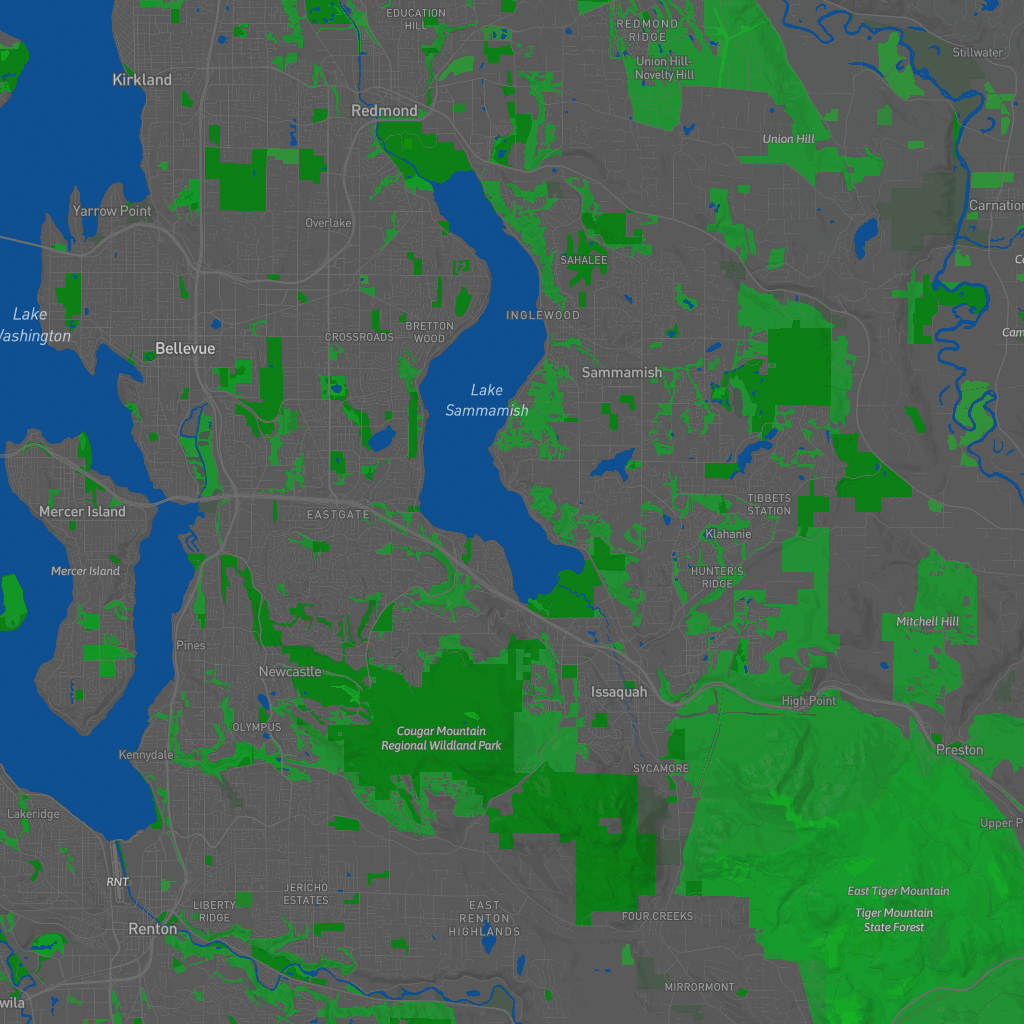 EDUCATION
HILL
REDMOND
RIDGE
Stillwater
Union Hill-
Novelty Hill
Kirkland
Redmond
Union Hill
Yarrow Point
Carnation
Overlake
SAHALEE
Lake
Washington
INGLEWOOD
BRETTON
WOOD
CROSSROADS
Bellevue
Sammamish
Lake
Sammamish
Mercer Island
EASTGATE
TIBBETS
STATION
Klahanie
Mercer Island
HUNTER'S
RIDGE
Mitchell Hill
Pines
Newcastle
Issaquah
High Point
OLYMPUS
Cougar Mountain
Regional Wildland Park
Kennydale
Preston
SYCAMORE
Lakeridge
Upper P
RNT
JERICHO
ESTATES
East Tiger Mountain
LIBERTY
RIDGE
EAST
RENTON
HIGHLANDS
FOUR CREEKS
Tiger Mountain
State Forest
Renton
MIRRORMONT
wila